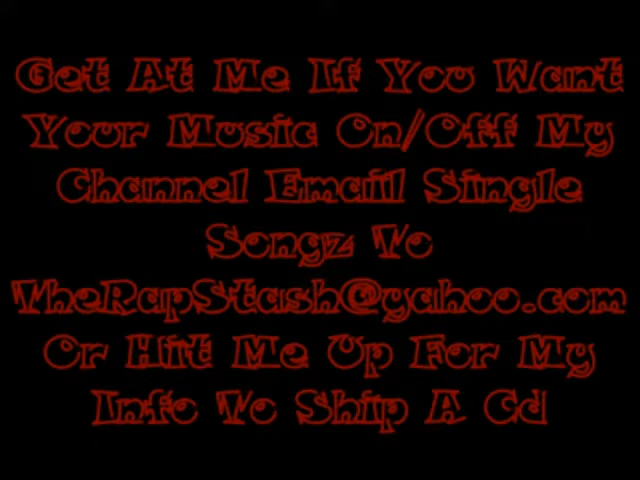 Get At Me If You Want
Your Music On/Off My
Channel Email Single
Songz To
TheRapStash@yahoo.com
Or Hit Me Up For My
Info To Ship A Cd